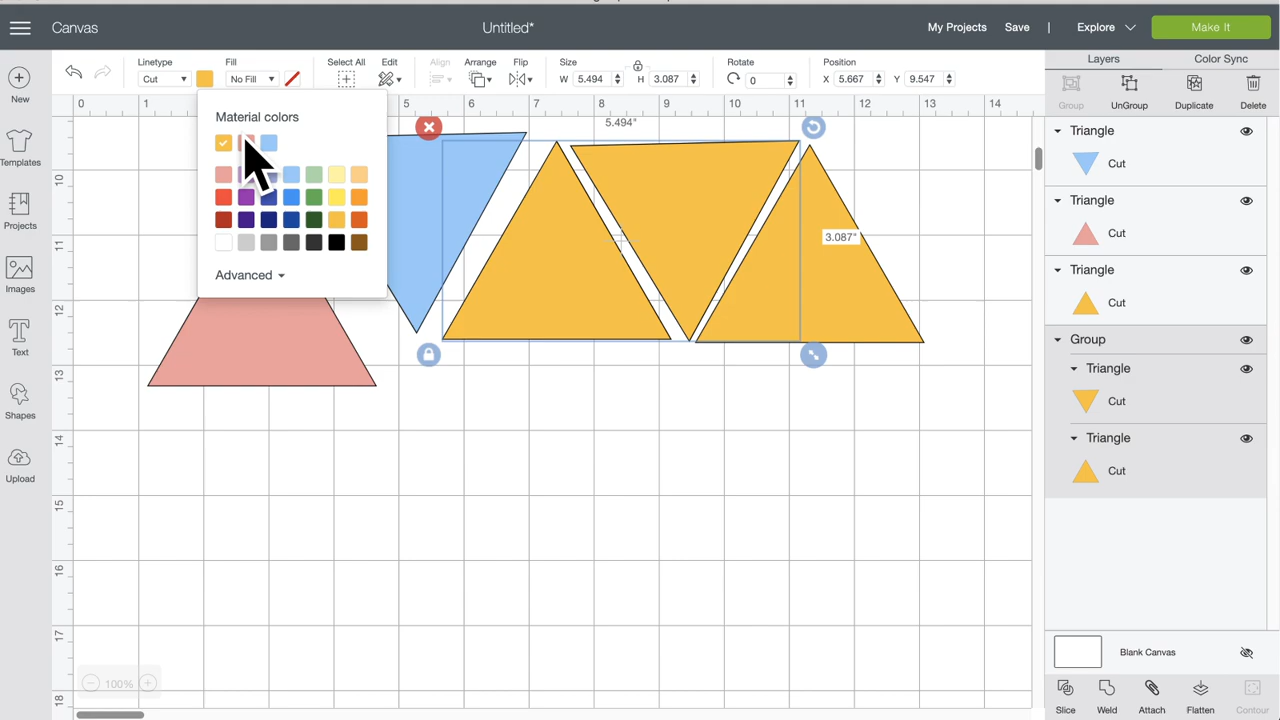 Canvas
Untitled*
My Projects
Save
|
Explore
Make It
Linetype
Cut
Fill
No Fill
Select All
Edit
Align
Arrange
Flip
Size
W 5.494
H 3.087
Rotate
0
Position
X 5.667
Y 9.547
Layers
Color Sync
Group
UnGroup
Duplicate
Delete
New
Templates
Projects
Images
Text
Shapes
Upload
Material colors
Advanced
0
1
5
6
7
8
9
10
11
12
13
14
10
11
12
13
14
15
16
17
18
5.494"
3.087"
Triangle
Cut
Triangle
Cut
Triangle
Cut
Group
Triangle
Cut
Triangle
Cut
Blank Canvas
100%
Slice
Weld
Attach
Flatten
Contour